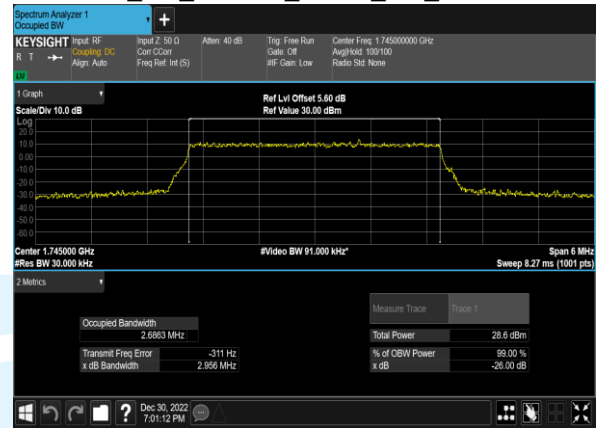 Spectrum Analyzer 1
Occupied BW
KEYSIGHT
R T
LV
Input: RF
Coupling: DC
Align: Auto
Input Z: 50 Ω
Corr CCorr
Freq Ref: Int (S)
Atten: 40 dB
Trig: Free Run
Gate: Off
#IF Gain: Low
Center Freq: 1.745000000 GHz
Avg|Hold: 100/100
Radio Std: None
1 Graph
Scale/Div 10.0 dB
Ref Lvl Offset 5.60 dB
Ref Value 30.00 dBm
Log
20.0
10.0
0.00
-10.0
-20.0
-30.0
-40.0
-50.0
-60.0
Center 1.745000 GHz
#Res BW 30.000 kHz
#Video BW 91.000 kHz*
Span 6 MHz
Sweep 8.27 ms (1001 pts)
2 Metrics
Occupied Bandwidth
2.6863 MHz
Transmit Freq Error -311 Hz
x dB Bandwidth 2.956 MHz
Measure Trace Trace 1
Total Power 28.6 dBm
% of OBW Power 99.00 %
x dB -26.00 dB
?
Dec 30, 2022
7:01:12 PM